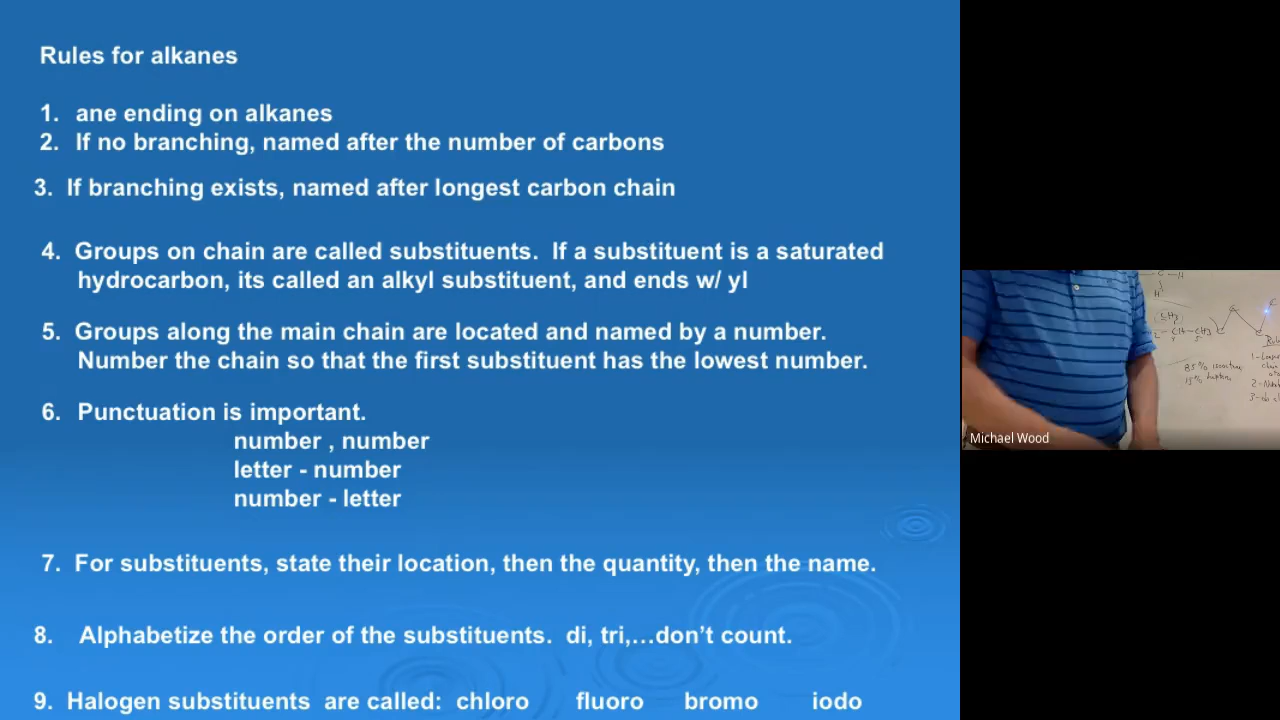 Rules for alkanes
1. ane ending on alkanes
2. If no branching, named after the number of carbons
3. If branching exists, named after longest carbon chain
4. Groups on chain are called substituents. If a substituent is a saturated
hydrocarbon, its called an alkyl substituent, and ends w/ yl
5. Groups along the main chain are located and named by a number.
Number the chain so that the first substituent has the lowest number.
6. Punctuation is important.
number , number
letter - number
number - letter
7. For substituents, state their location, then the quantity, then the name.
8. Alphabetize the order of the substituents. di, tri,…don’t count.
9. Halogen substituents are called: chloro fluoro bromo iodo
Michael Wood
85%
15%